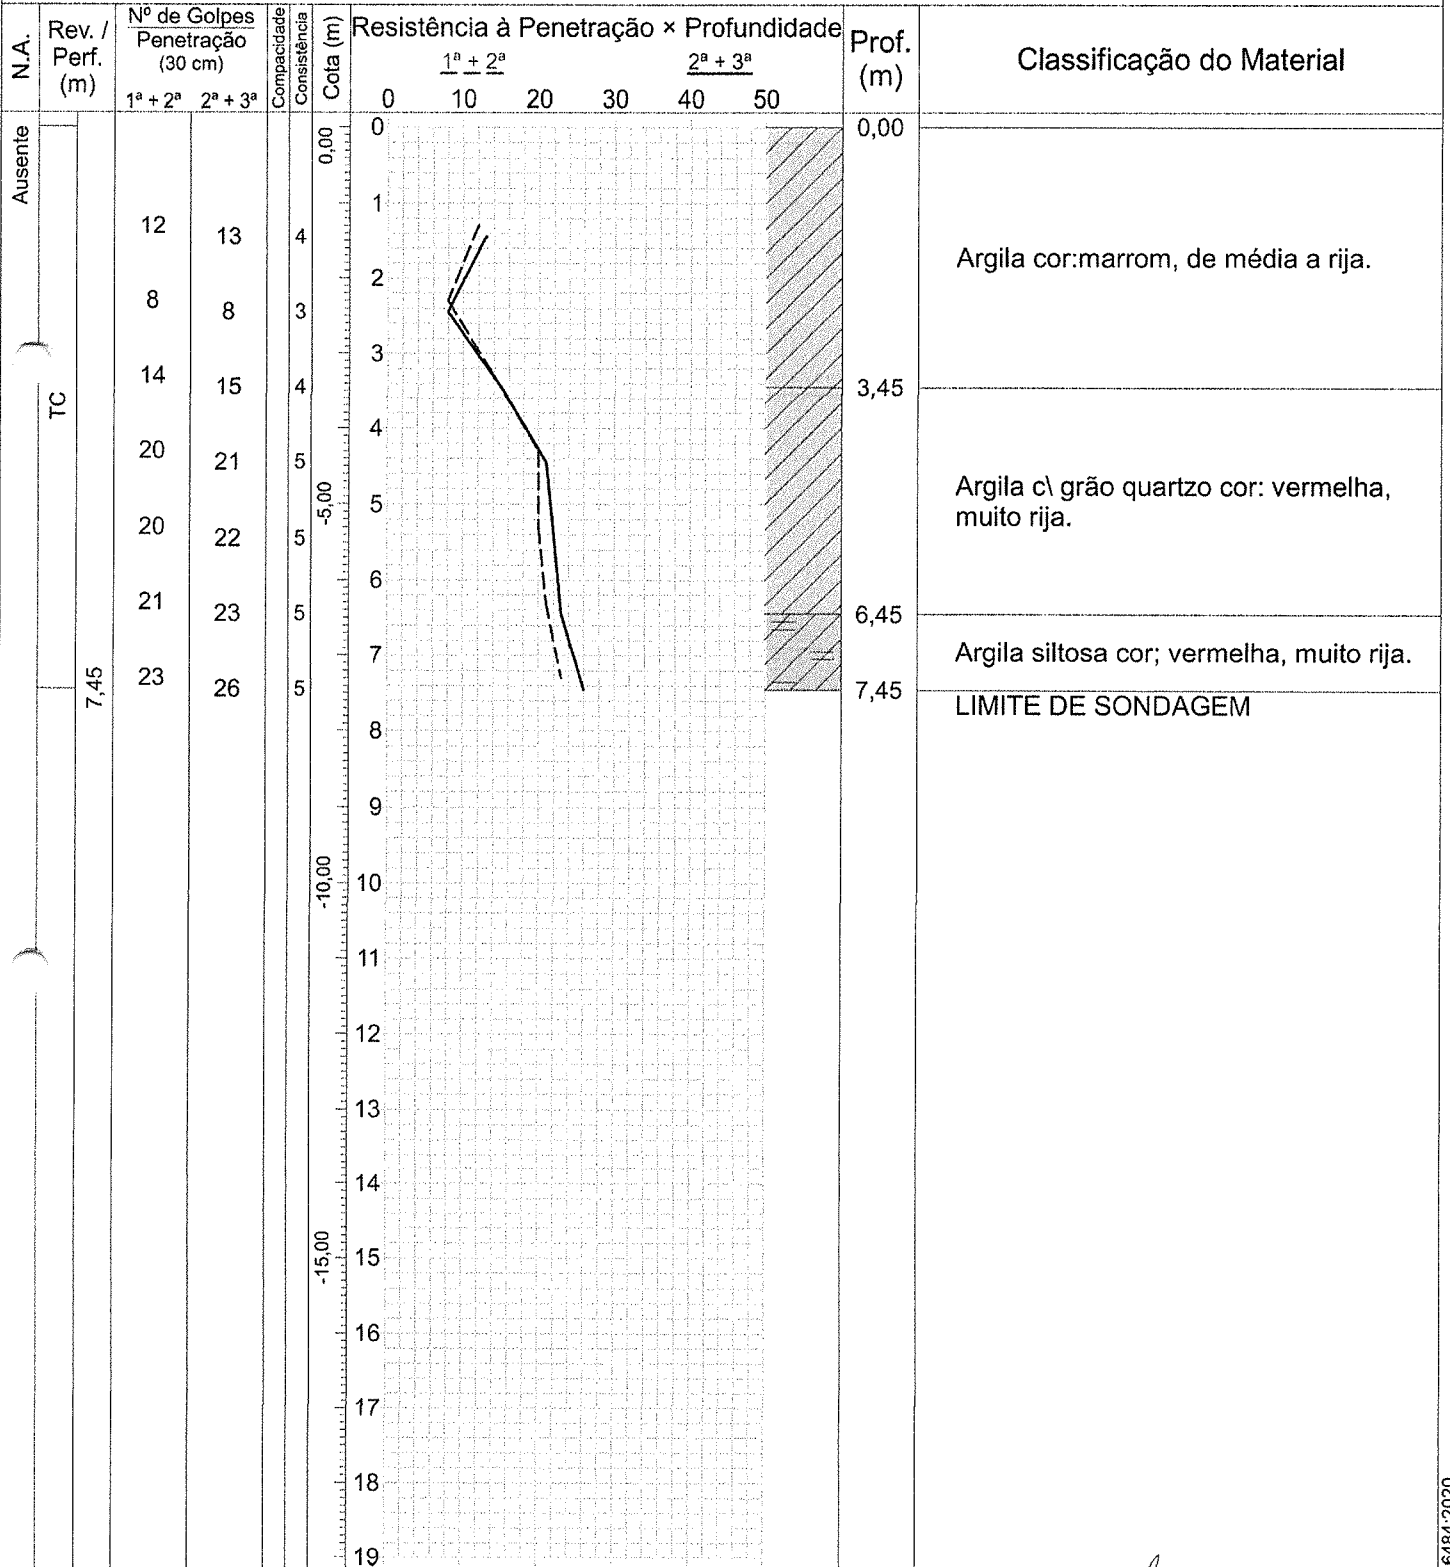 N.A.
Rev. /
Perf.
(m)
Nº de Golpes
Penetração
(30 cm)
1ª + 2ª 2ª + 3ª
Compacidade
Consistência
Cota (m)
Resistência à Penetração × Profundidade
1ª + 2ª 2ª + 3ª
0 10 20 30 40 50
Prof.
(m)
Classificação do Material
Ausente
TC
7,45
12 13 4
8 8 3
14 15 4
20 21 5
20 22 5
21 23 5
23 26 5
0,00
-5,00
-10,00
-15,00
0
1
2
3
4
5
6
7
8
9
10
11
12
13
14
15
16
17
18
19
0,00
Argila cor:marrom, de média a rija.
3,45
Argila c\ grão quartzo cor: vermelha,
muito rija.
6,45
Argila siltosa cor; vermelha, muito rija.
7,45
LIMITE DE SONDAGEM
6484:2020